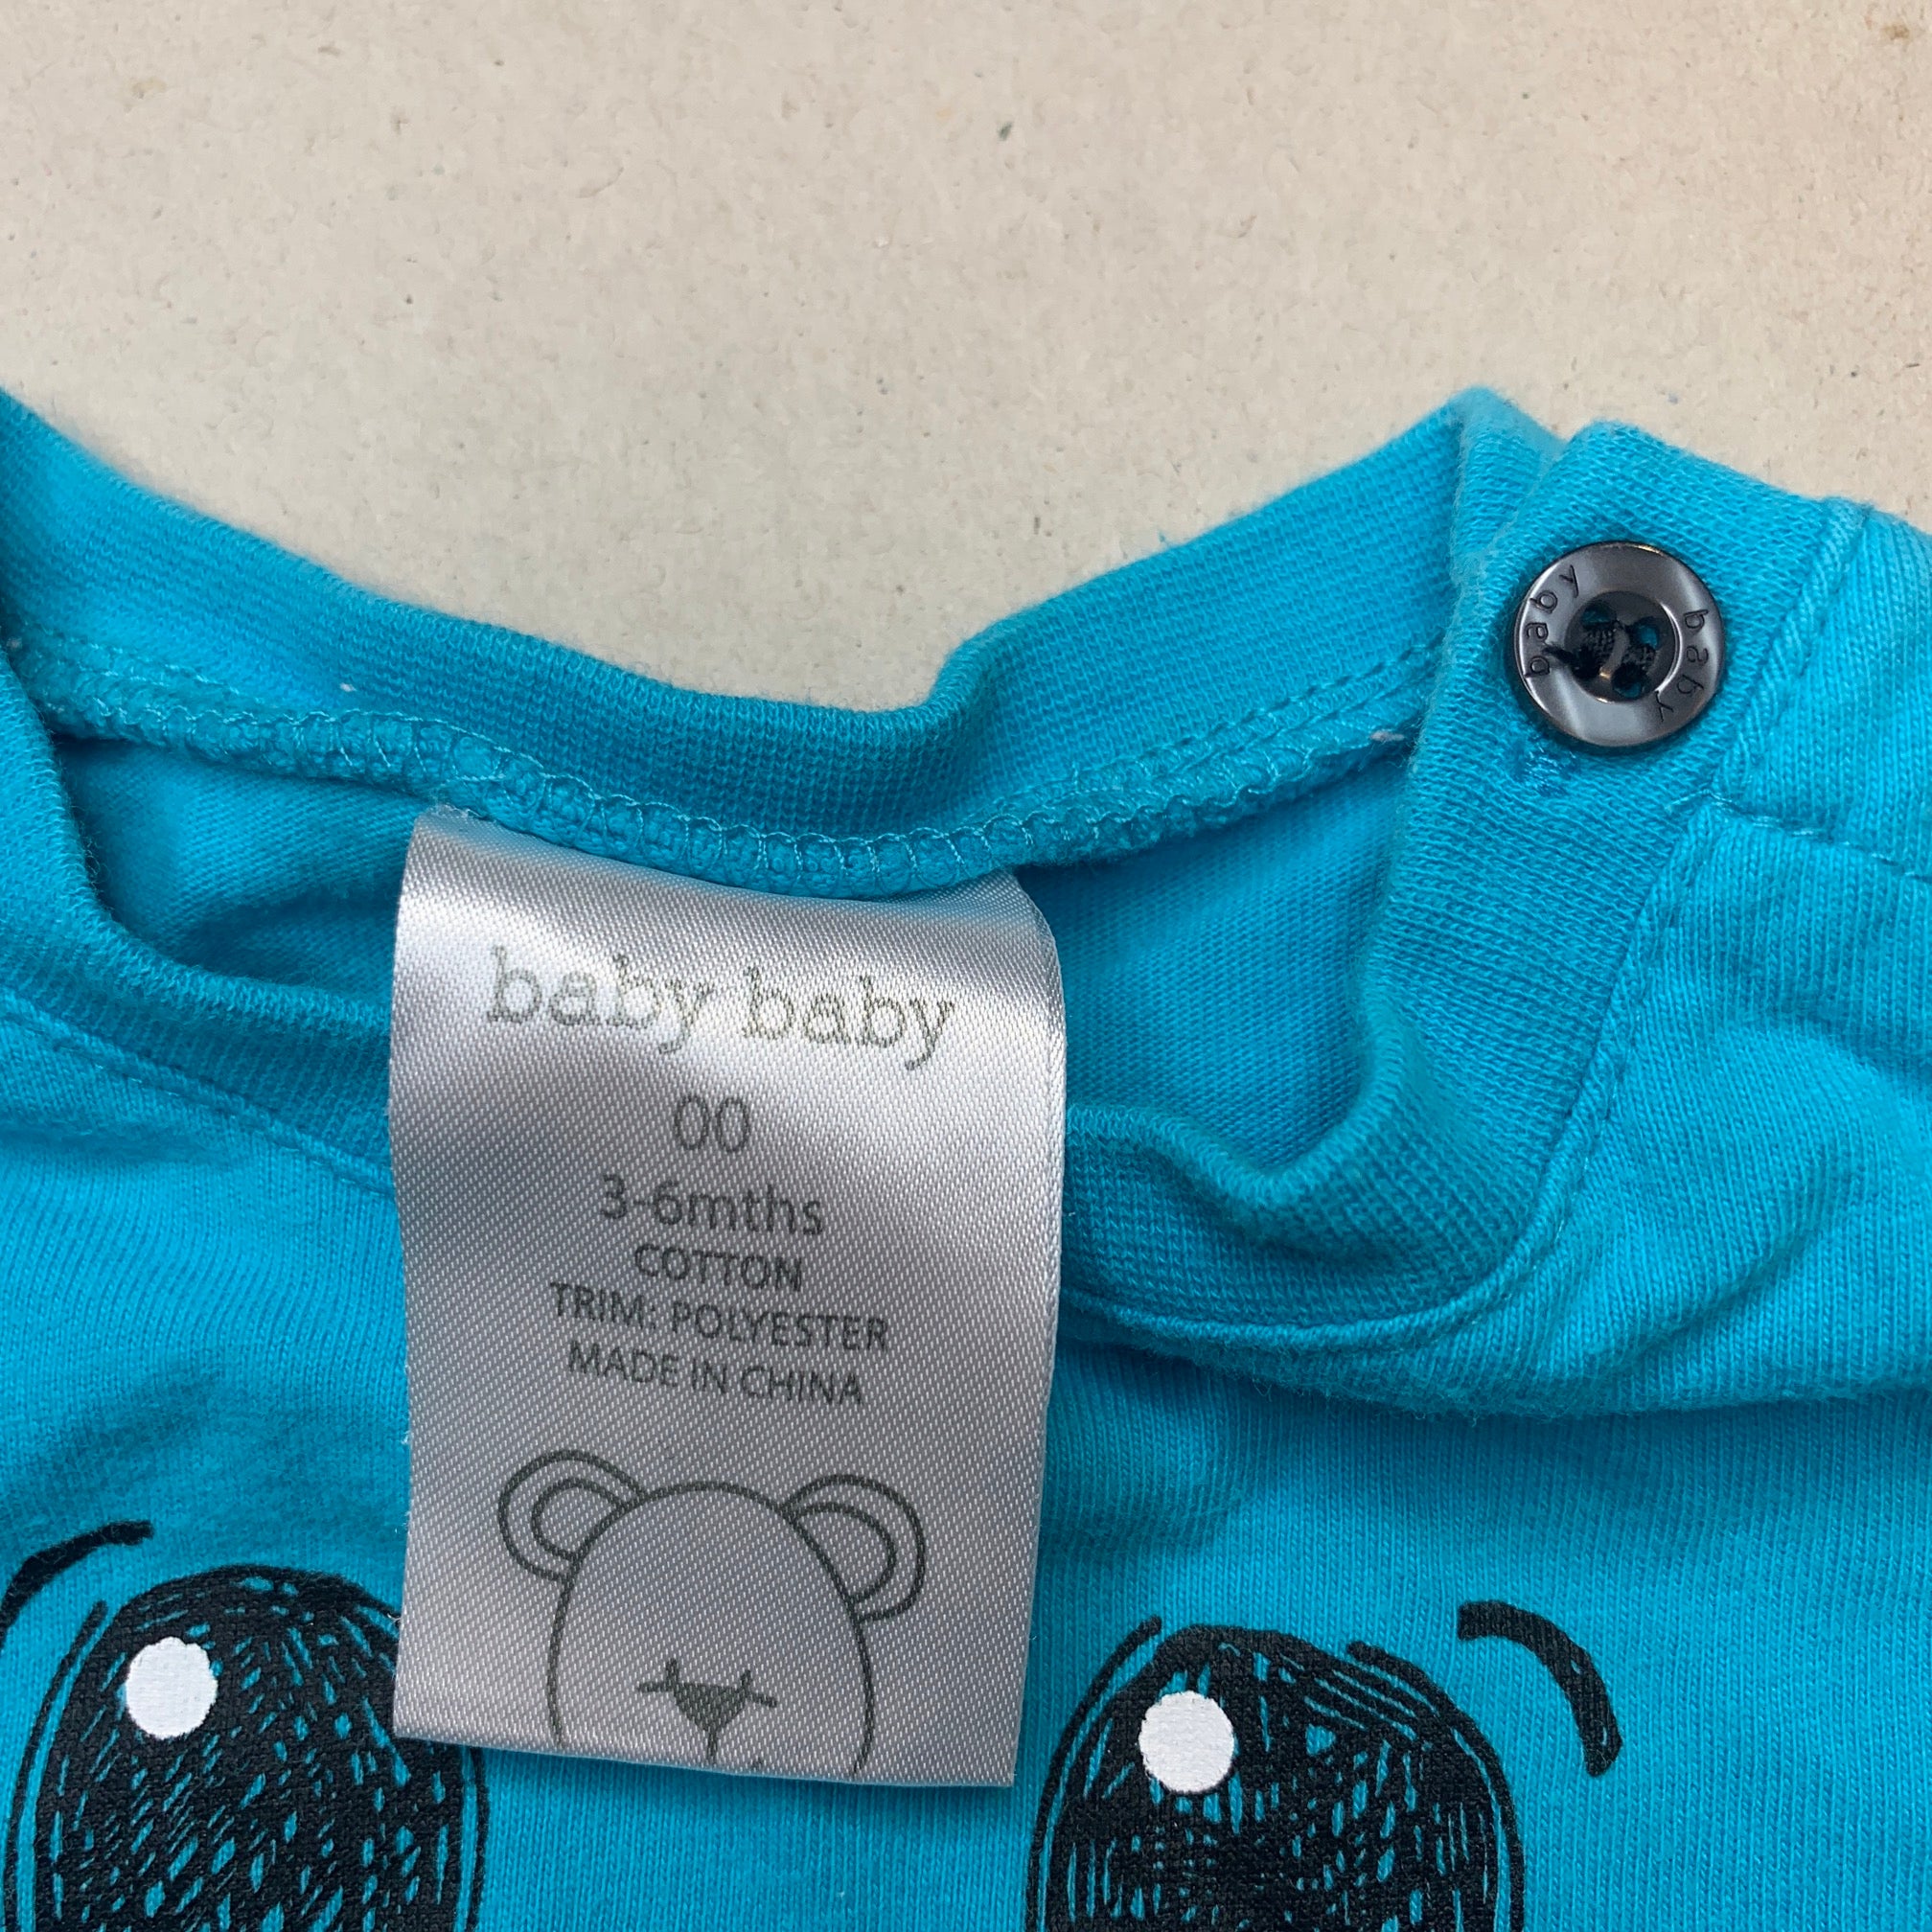 baby
baby
baby baby
00
3-6mths
COTTON
TRIM: POLYESTER
MADE IN CHINA